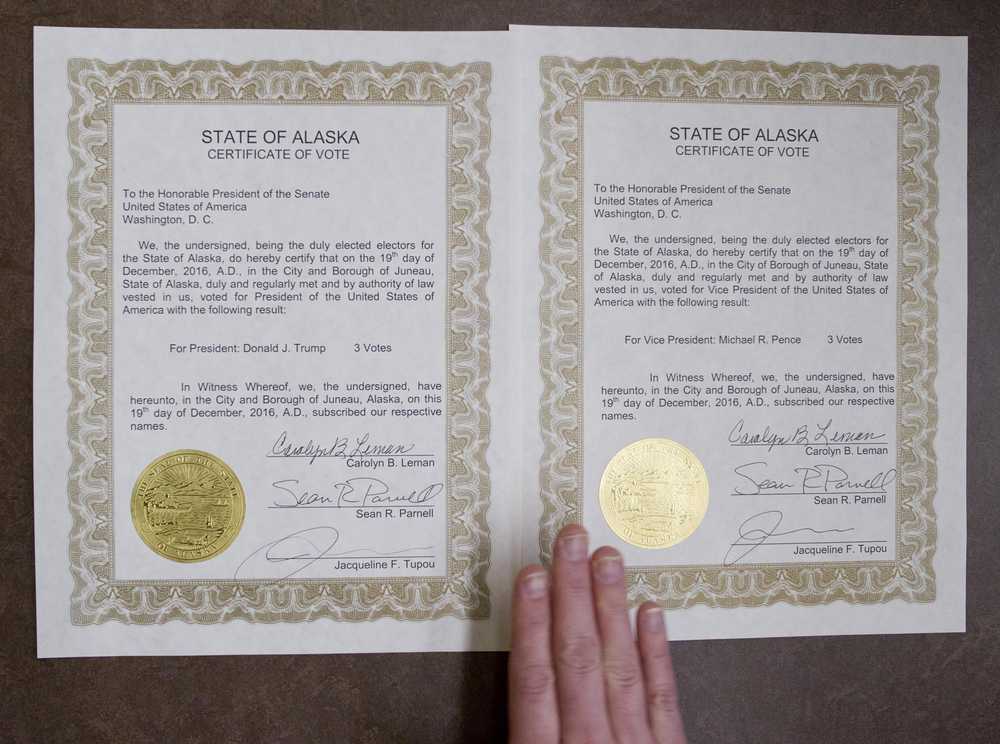 STATE OF ALASKA
CERTIFICATE OF VOTE
To the Honorable President of the Senate
United States of America
Washington, D. C.
We, the undersigned, being the duly elected electors for
the State of Alaska, do hereby certify that on the 19th day of
December, 2016, A.D., in the City and Borough of Juneau,
State of Alaska, duly and regularly met and by authority of law
vested in us, voted for President of the United States of
America with the following result:
For President: Donald J. Trump 3 Votes
In Witness Whereof, we, the undersigned, have
hereunto, in the City and Borough of Juneau, Alaska, on this
19th day of December, 2016, A.D., subscribed our respective
names.
Carolyn B. Leman
Carolyn B. Leman
Sean R. Parnell
Sean R. Parnell
Jacqueline F. Tupou
THE SEAL OF THE STATE OF ALASKA
STATE OF ALASKA
CERTIFICATE OF VOTE
To the Honorable President of the Senate
United States of America
Washington, D. C.
We, the undersigned, being the duly elected electors for
the State of Alaska, do hereby certify that on the 19th day of
December, 2016, A.D., in the City of Borough of Juneau, State
of Alaska, duly and regularly met and by authority of law
vested in us, voted for Vice President of the United States of
America with the following result:
For Vice President: Michael R. Pence 3 Votes
In Witness Whereof, we, the undersigned, have
hereunto, in the City and Borough of Juneau, Alaska, on this
19th day of December, 2016, A.D., subscribed our respective
names.
Carolyn B. Leman
Carolyn B. Leman
Sean R. Parnell
Sean R. Parnell
Jacqueline F. Tupou
OF ALASKA